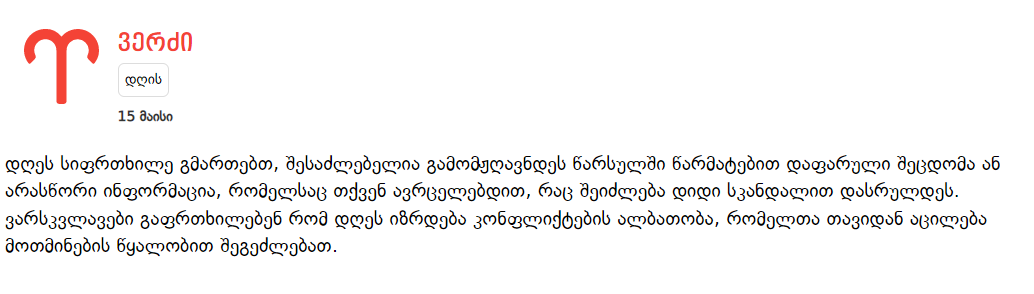 ვერძი
დღის
15 მაისი
დღეს სიფრთხილე გმართებთ, შესაძლებელია გამომჟღავნდეს წარსულში წარმატებით დაფარული შეცდომა ან
არასწორი ინფორმაცია, რომელსაც თქვენ ავრცელებდით, რაც შეიძლება დიდი სკანდალით დასრულდეს.
ვარსკვლავები გაფრთხილებენ რომ დღეს იზრდება კონფლიქტების ალბათობა, რომელთა თავიდან აცილება
მოთმინების წყალობით შეგეძლებათ.